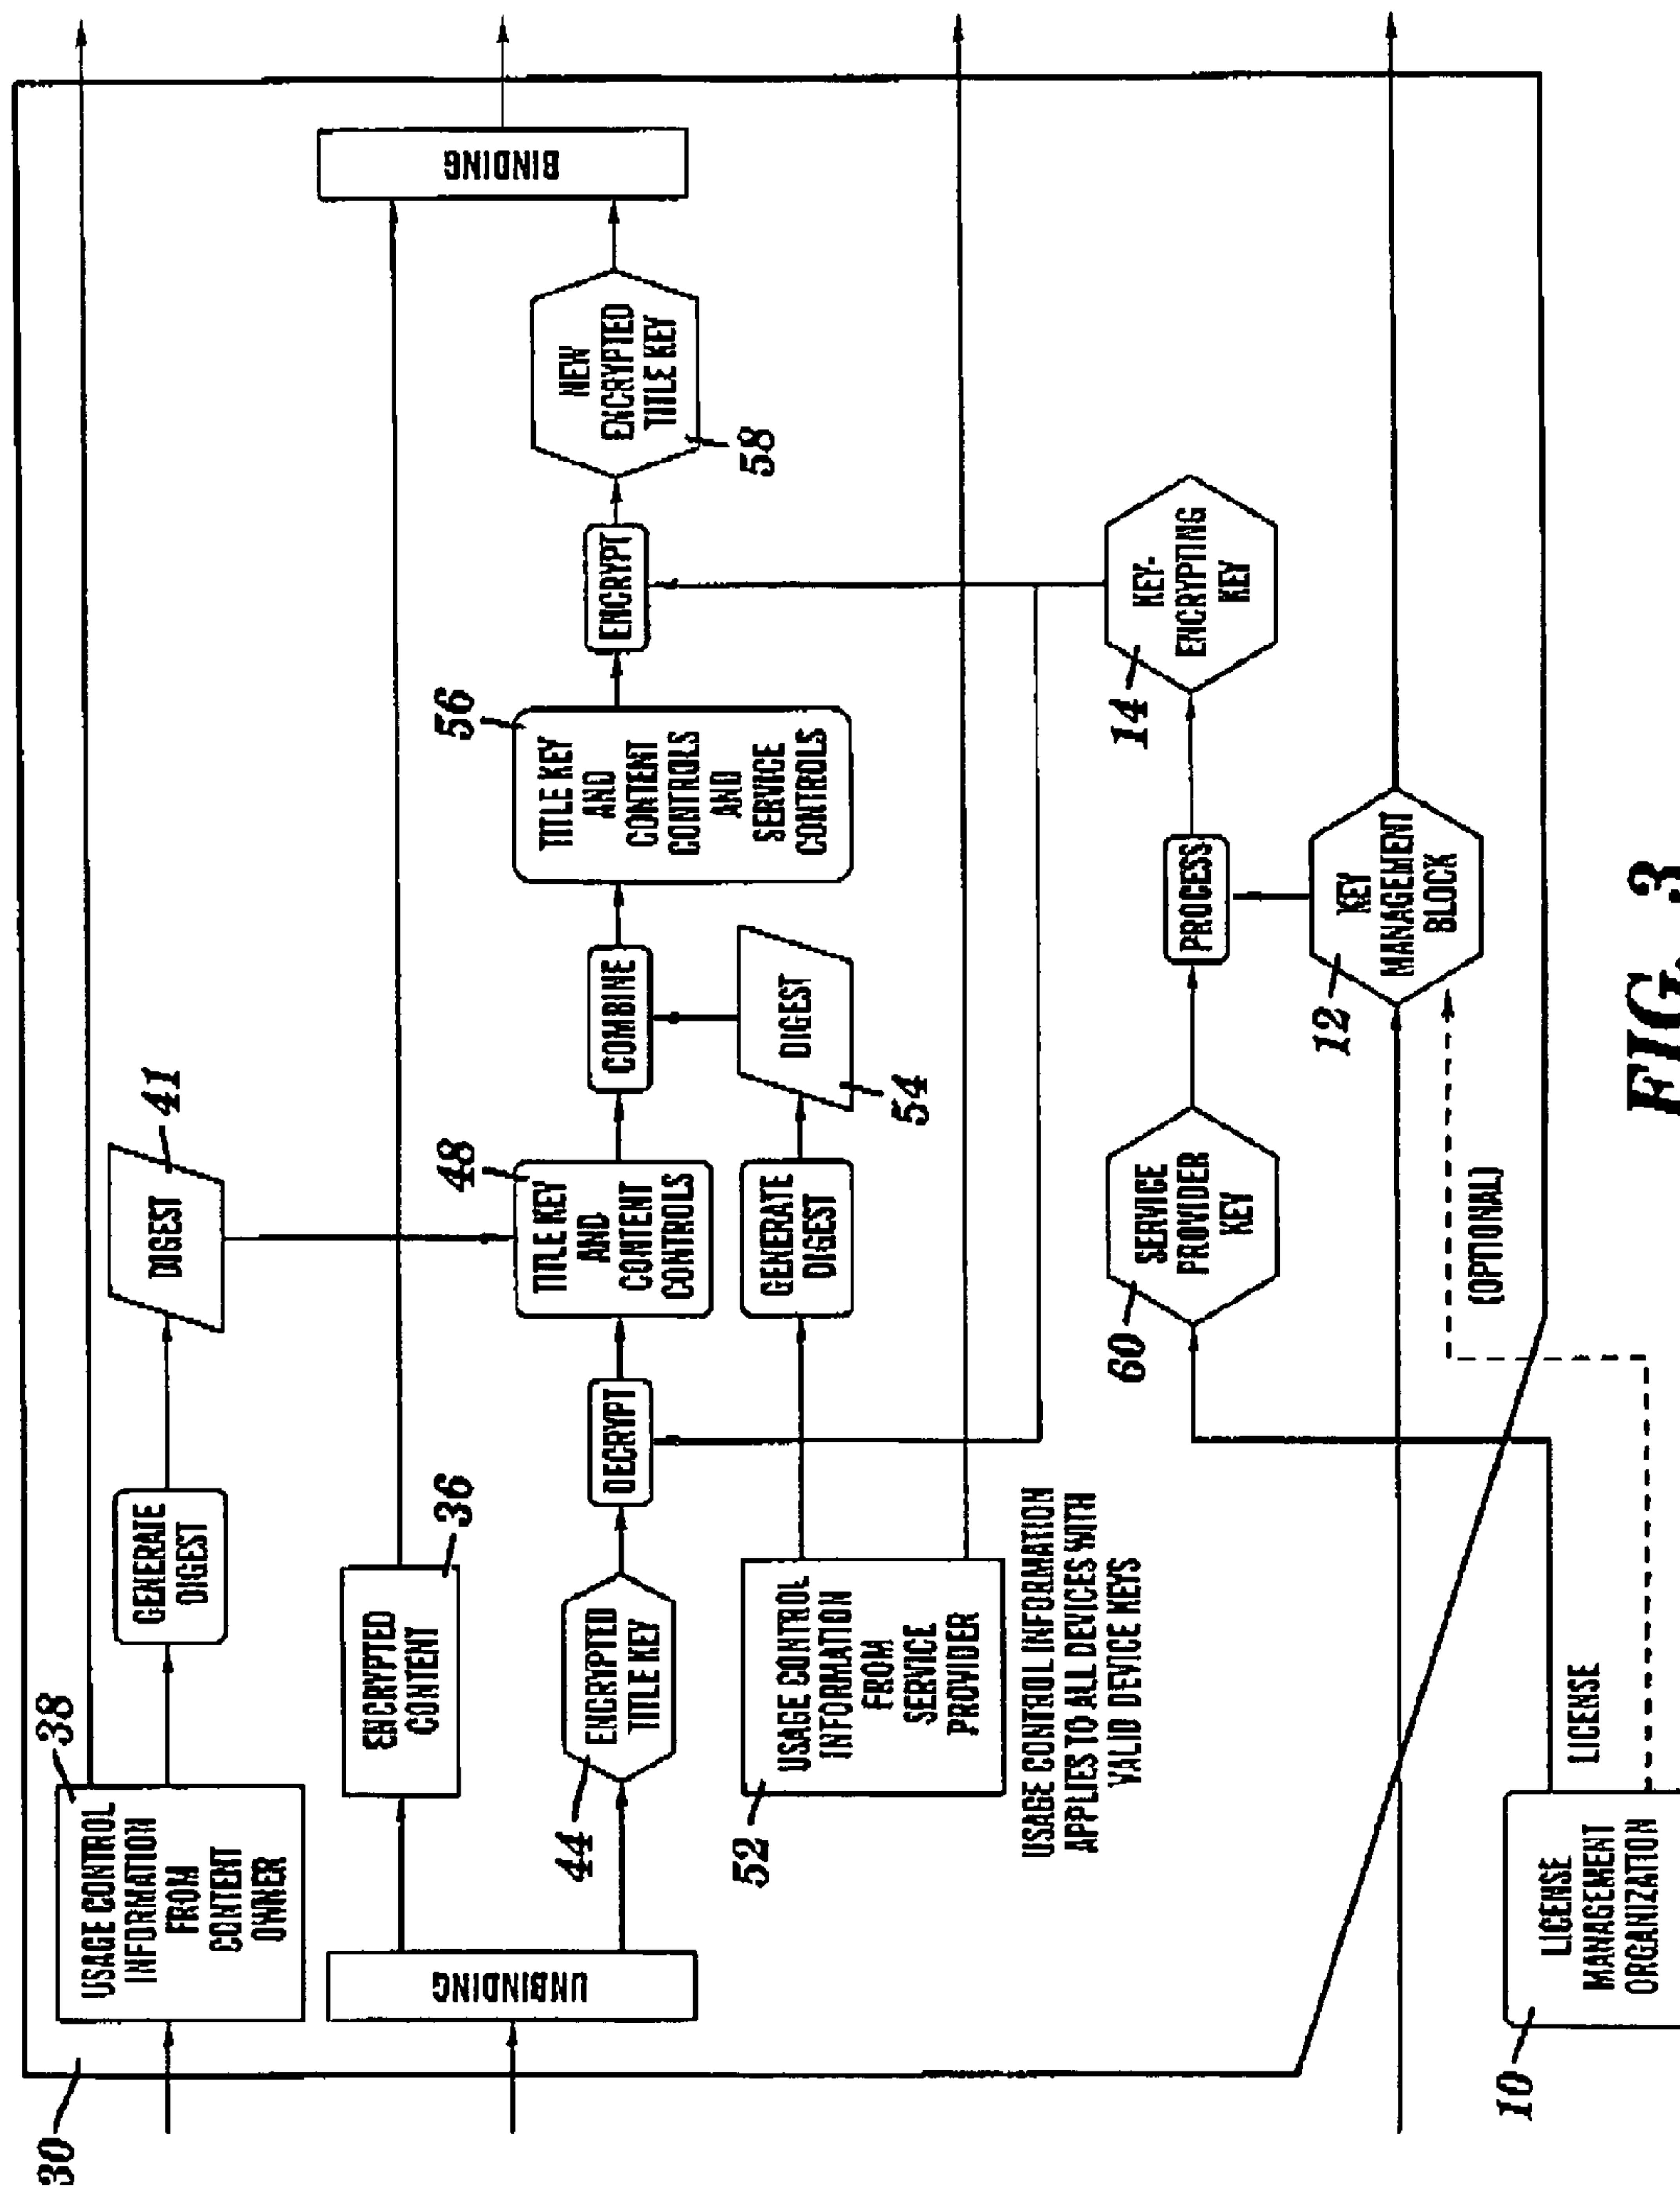 30
38
USAGE CONTROL
INFORMATION
FROM
CONTENT
OWNER
GENERATE
DIGEST
41
DIGEST
UNBINDING
ENCRYPTED
CONTENT
36
BINDING
44
ENCRYPTED
TITLE KEY
DECRYPT
48
TITLE KEY
AND
CONTENT
CONTROLS
COMBINE
56
TITLE KEY
AND
CONTENT
CONTROLS
AND
SERVICE
CONTROLS
ENCRYPT
NEW
ENCRYPTED
TITLE KEY
58
52
USAGE CONTROL
INFORMATION
FROM
SERVICE
PROVIDER
GENERATE
DIGEST
DIGEST
54
USAGE CONTROL INFORMATION
APPLIES TO ALL DEVICES WITH
VALID DEVICE KEYS
60
SERVICE
PROVIDER
KEY
PROCESS
14
KEY-
ENCRYPTING
KEY
12
KEY
MANAGEMENT
BLOCK
(OPTIONAL)
LICENSE
10
LICENSE
MANAGEMENT
ORGANIZATION
FIG. 3